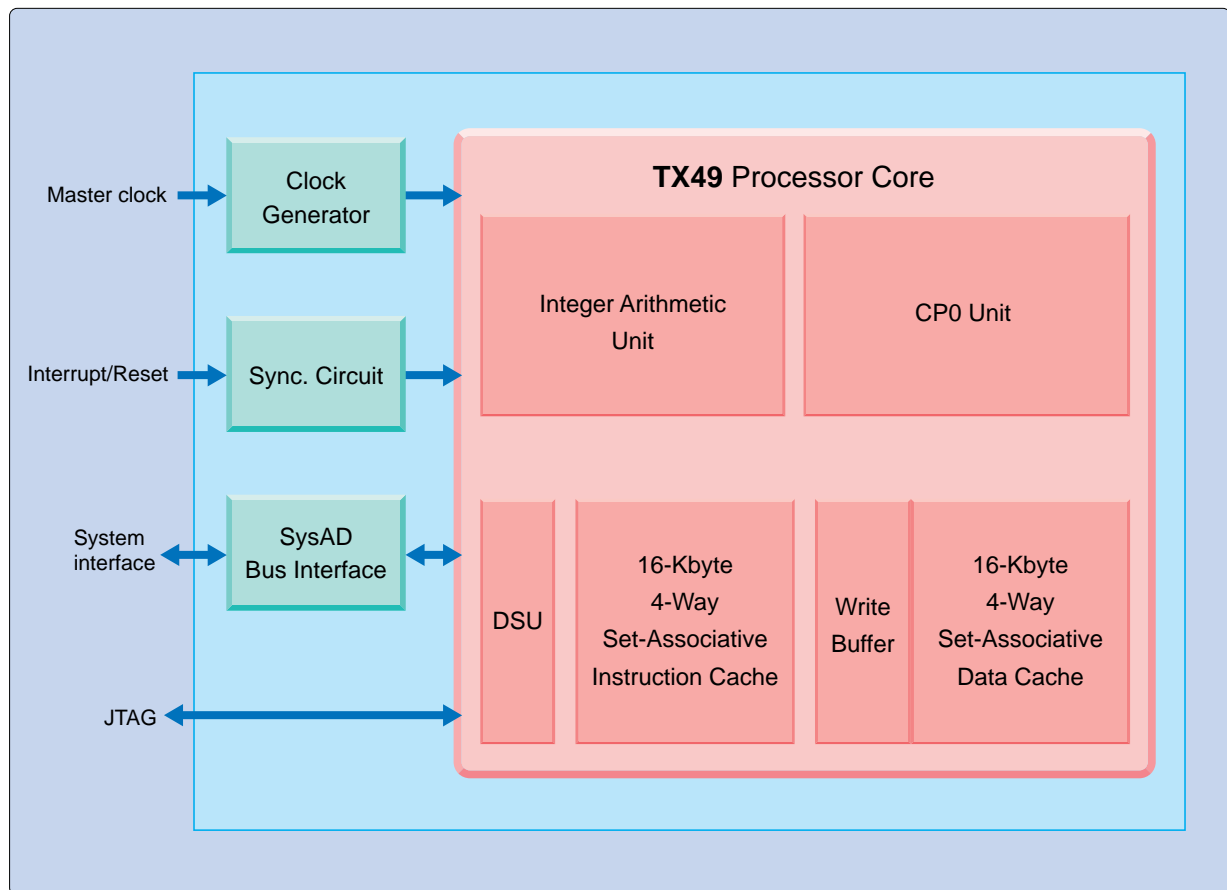 Master clock
Clock
Generator
TX49 Processor Core
Integer Arithmetic
Unit
CP0 Unit
Interrupt/Reset
Sync. Circuit
System
interface
SysAD
Bus Interface
DSU
16-Kbyte
4-Way
Set-Associative
Instruction Cache
Write
Buffer
16-Kbyte
4-Way
Set-Associative
Data Cache
JTAG